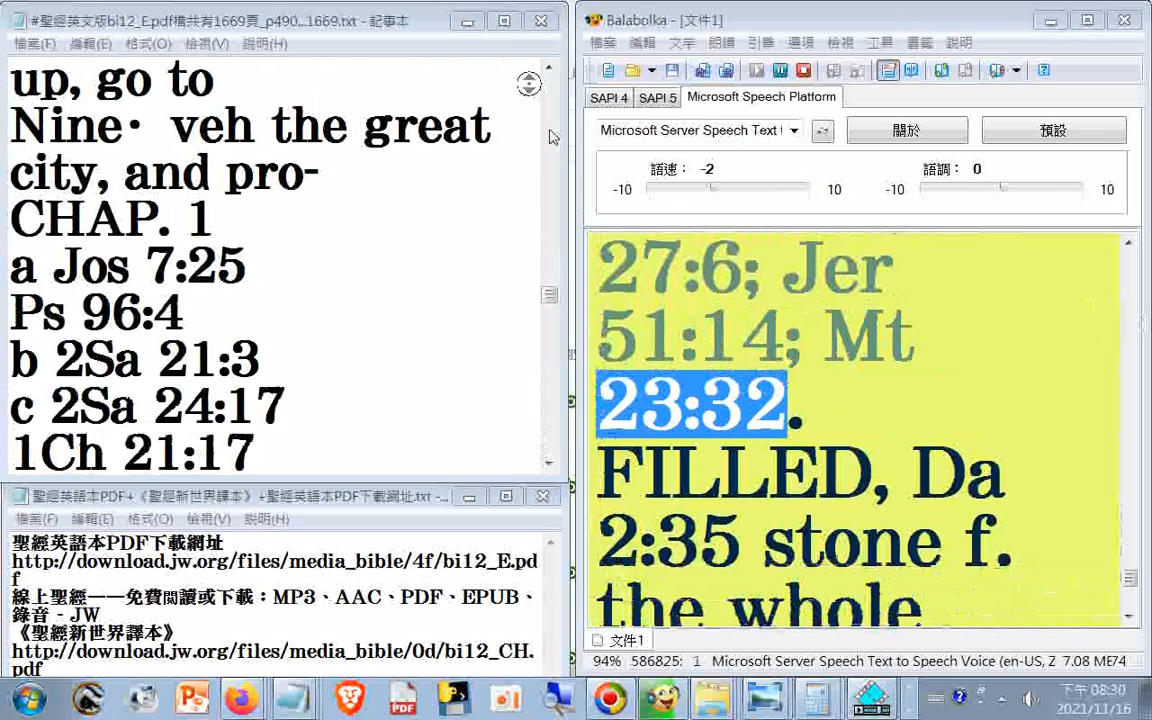 #聖經英文版bi12_E.pdf橫共有1669頁_p490..._1669.txt - 記事本
檔案(F) 編輯(E) 格式(O) 檢視(V) 說明(H)
up, go to
Nine·veh the great
city, and pro-
CHAP. 1
a Jos 7:25
Ps 96:4
b 2Sa 21:3
c 2Sa 24:17
1Ch 21:17
聖經英語本PDF+《聖經新世界譯本》+聖經英語本PDF下載網址.txt - ...
檔案(F) 編輯(E) 格式(O) 檢視(V) 說明(H)
聖經英語本PDF下載網址
http://download.jw.org/files/media_bible/4f/bi12_E.pd
f
線上聖經——免費閱讀或下載：MP3、AAC、PDF、EPUB、
錄音 - JW
《聖經新世界譯本》
http://download.jw.org/files/media_bible/0d/bi12_CH.
pdf
Balabolka - [文件1]
檔案 編輯 文字 朗讀 引擎 選項 檢視 工具 書籤 說明
SAPI 4 SAPI 5 Microsoft Speech Platform
Microsoft Server Speech Text t 關於 預設
語速： -2 語調： 0
-10 10 -10 10
27:6; Jer
51:14; Mt
23:32.
FILLED, Da
2:35 stone f.
the whole
文件1
94% 586825: 1 Microsoft Server Speech Text to Speech Voice (en-US, Z 7.08 ME74
PDF
下午 08:30
2021/11/16